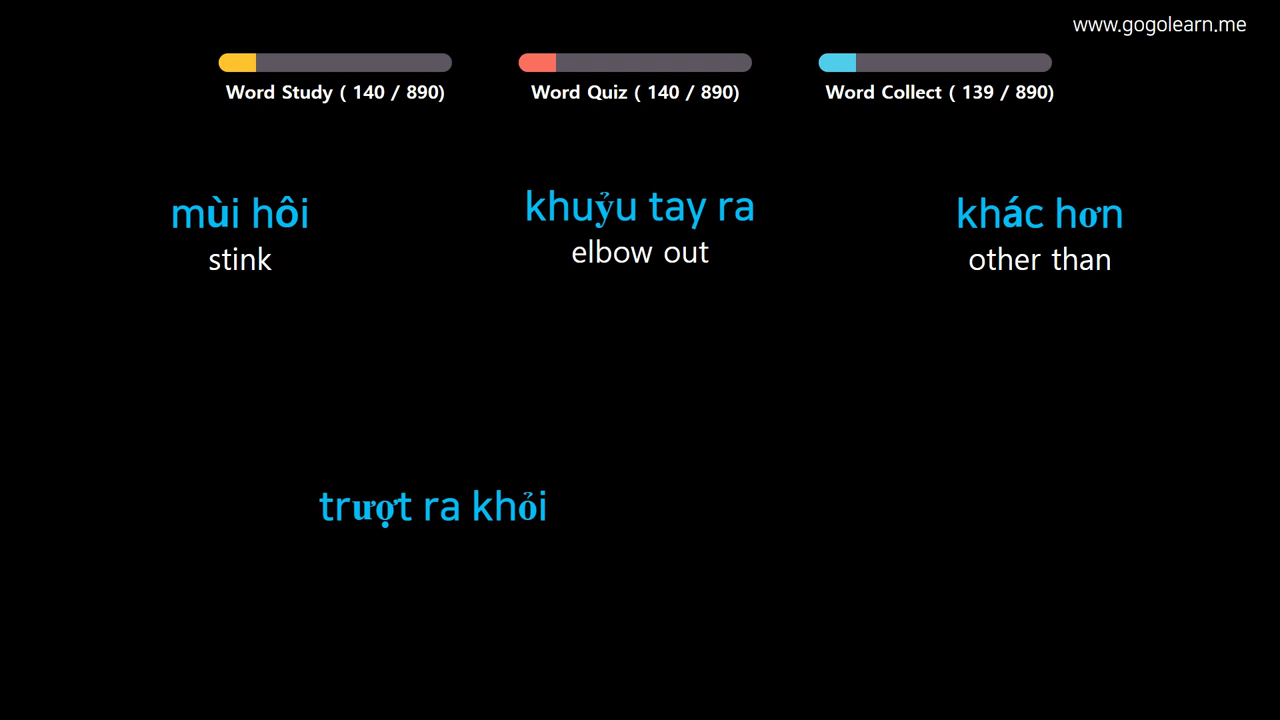 www.gogolearn.me
Word Study ( 140 / 890)
Word Quiz ( 140 / 890)
Word Collect ( 139 / 890)
mùi hôi
stink
khuỷu tay ra
elbow out
khác hơn
other than
trượt ra khỏi